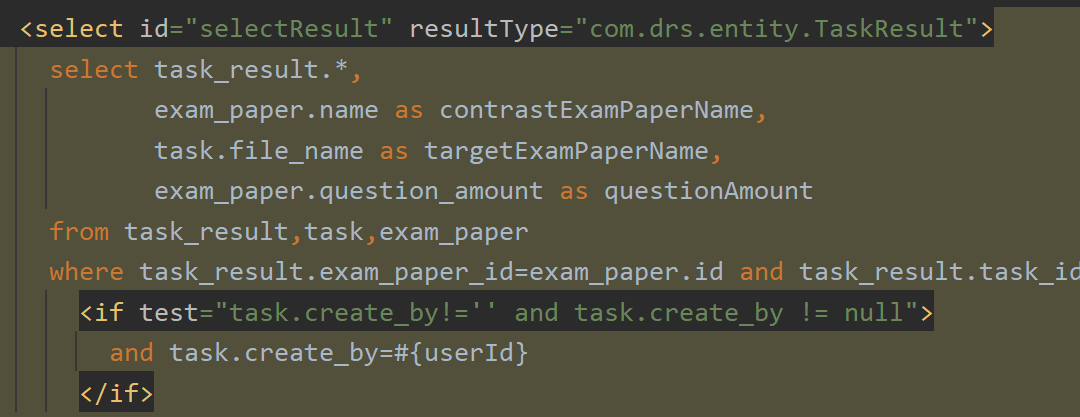 <select id="selectResult" resultType="com.drs.entity.TaskResult">
select task_result.*,
exam_paper.name as contrastExamPaperName,
task.file_name as targetExamPaperName,
exam_paper.question_amount as questionAmount
from task_result,task,exam_paper
where task_result.exam_paper_id=exam_paper.id and task_result.task_id
<if test="task.create_by!='' and task.create_by != null">
and task.create_by=#{userId}
</if>